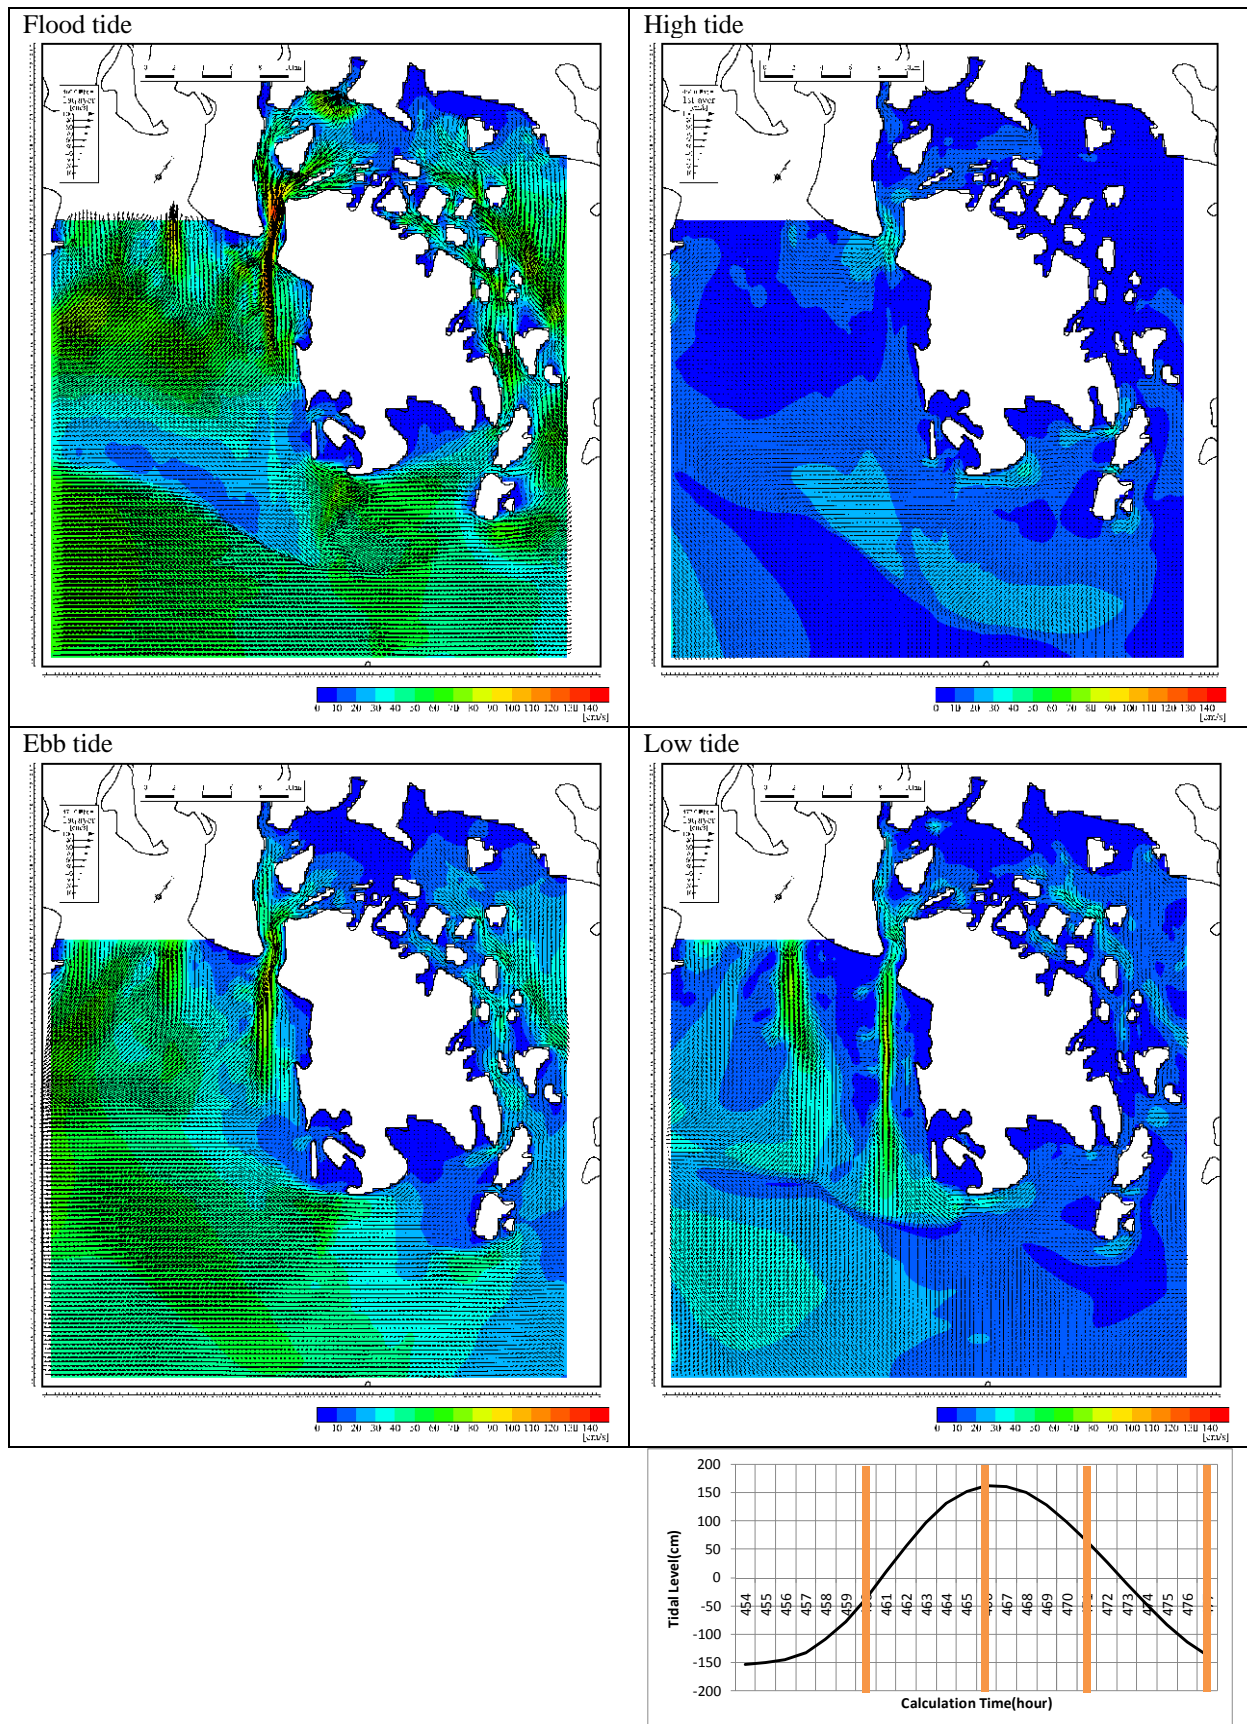 Flood tide
High tide
0 10 20 30 40 50 60 70 80 90 100 110 120 130 140
[cm/s]
0 10 20 30 40 50 60 70 80 90 100 110 120 130 140
[cm/s]
Ebb tide
Low tide
0 10 20 30 40 50 60 70 80 90 100 110 120 130 140
[cm/s]
0 10 20 30 40 50 60 70 80 90 100 110 120 130 140
[cm/s]
Tidal Level(cm)
200
150
100
50
0
-50
-100
-150
-200
454 455 456 457 458 459 461 462 463 464 465 467 468 469 470 472 473 474 475 476
Calculation Time(hour)